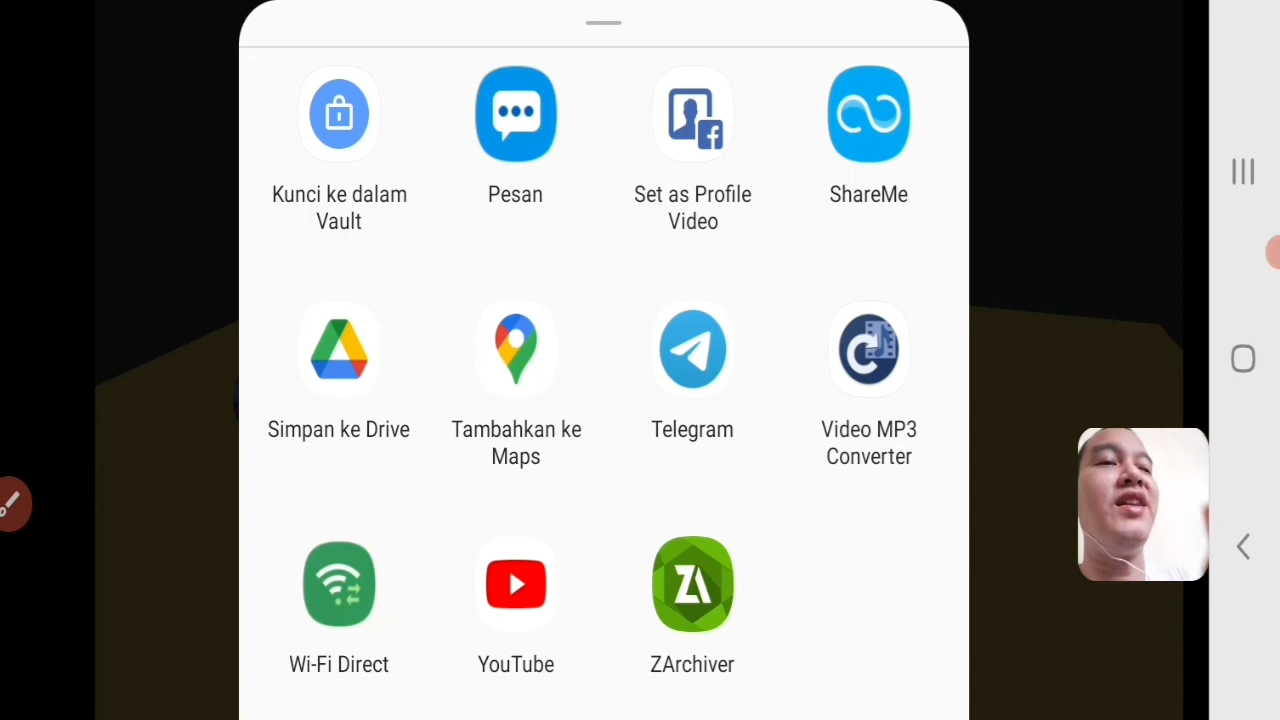 Kunci ke dalam
Vault
Pesan
Set as Profile
Video
ShareMe
Simpan ke Drive
Tambahkan ke
Maps
Telegram
Video MP3
Converter
Wi-Fi Direct
YouTube
ZA
ZArchiver